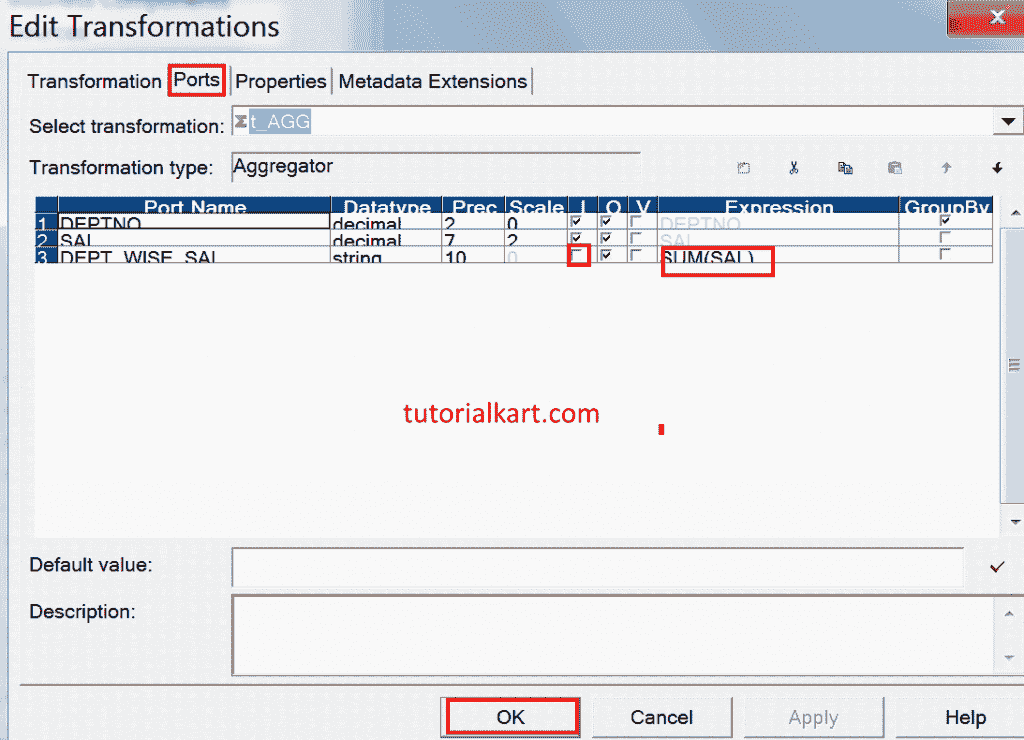 Edit Transformations
Transformation Ports Properties Metadata Extensions
Select transformation: t_AGG
Transformation type: Aggregator
Port Name Datatype Prec Scale I O V Expression GroupBy
1 DEPTNO decimal 2 0 DEPTNO
2 SAL decimal 7 2 SAL
3 DEPT_WISE_SAL string 10 0 SUM(SAL)
tutorialkart.com
Default value:
Description:
OK Cancel Apply Help